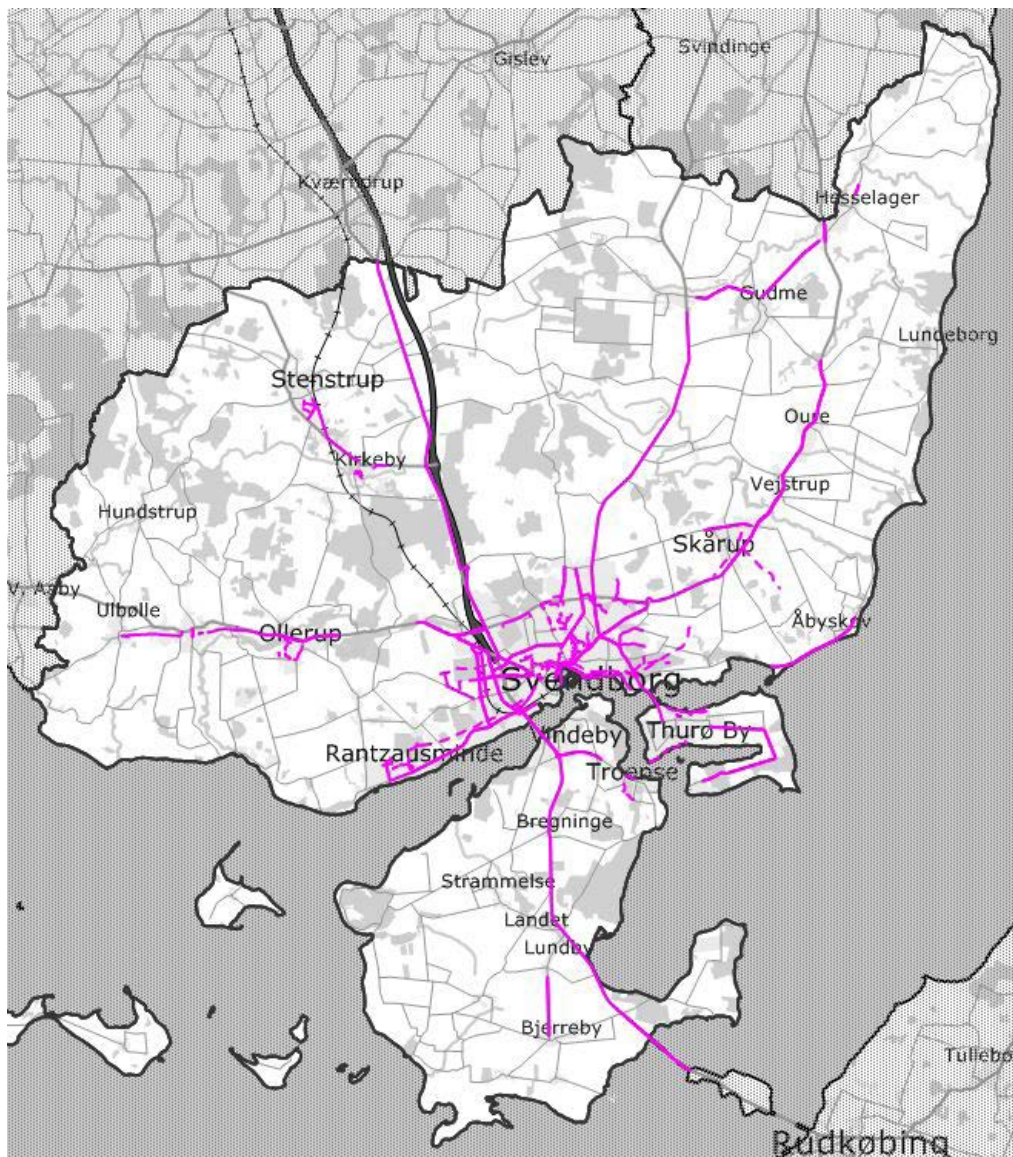 Svindinge
Gislev
Kværndrup
Hesselager
Gudme
Lundeborg
Stenstrup
Oure
Kirkeby
Vejstrup
Hundstrup
Skårup
V. Aaby
Ulbølle
Ollerup
Åbyskov
Svendborg
Vindeby
Thurø By
Rantzausminde
Troense
Bregninge
Strammelse
Landet
Lundby
Bjerreby
Tullebø
Rudkøbing